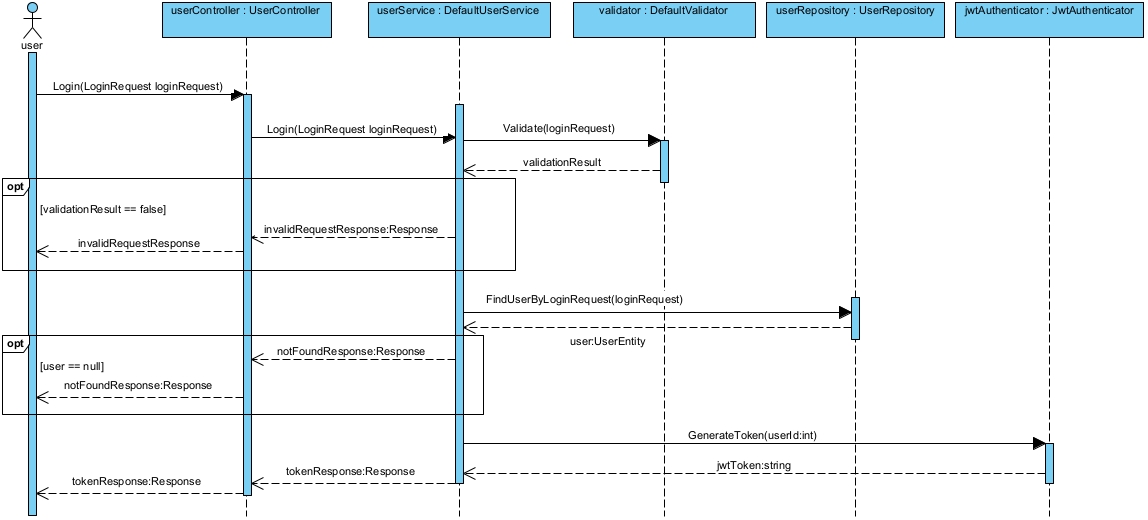 userController : UserController
userService : DefaultUserService
validator : DefaultValidator
userRepository : UserRepository
jwtAuthenticator : JwtAuthenticator
user
Login(LoginRequest loginRequest)
Login(LoginRequest loginRequest)
Validate(loginRequest)
validationResult
opt
[validationResult == false]
invalidRequestResponse:Response
invalidRequestResponse
FindUserByLoginRequest(loginRequest)
user:UserEntity
opt
[user == null]
notFoundResponse:Response
notFoundResponse:Response
GenerateToken(userId:int)
jwtToken:string
tokenResponse:Response
tokenResponse:Response